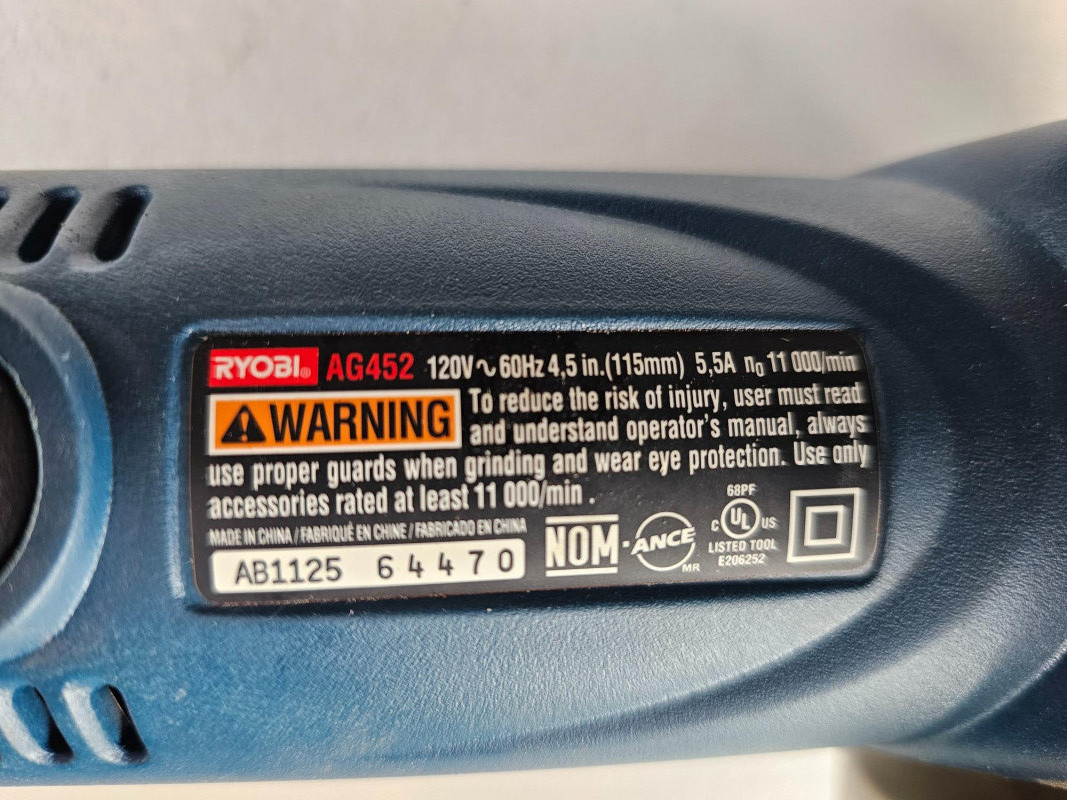 RYOBI® AG452 120V ~ 60Hz 4,5 in.(115mm) 5,5A n₀ 11 000/min
⚠WARNING To reduce the risk of injury, user must read
and understand operator's manual, always
use proper guards when grinding and wear eye protection. Use only
accessories rated at least 11 000/min .
MADE IN CHINA / FABRIQUÉ EN CHINE / FABRICADO EN CHINA
AB1125 64470
NOM-ANCE MR
68PF
C UL US
LISTED TOOL
E206252